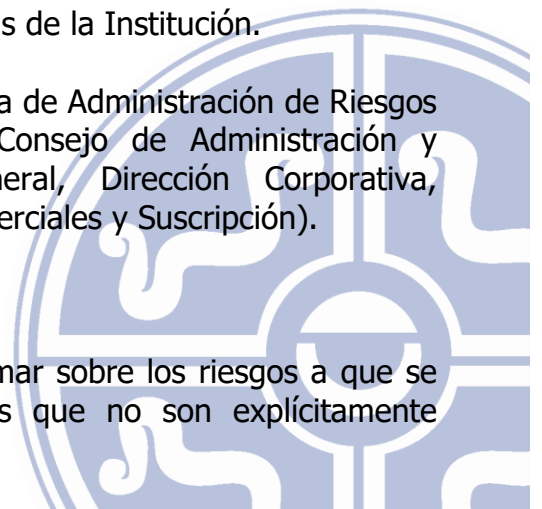 s de la Institución.
a de Administración de Riesgos
Consejo de Administración y
neral, Dirección Corporativa,
erciales y Suscripción).
mar sobre los riesgos a que se
s que no son explícitamente